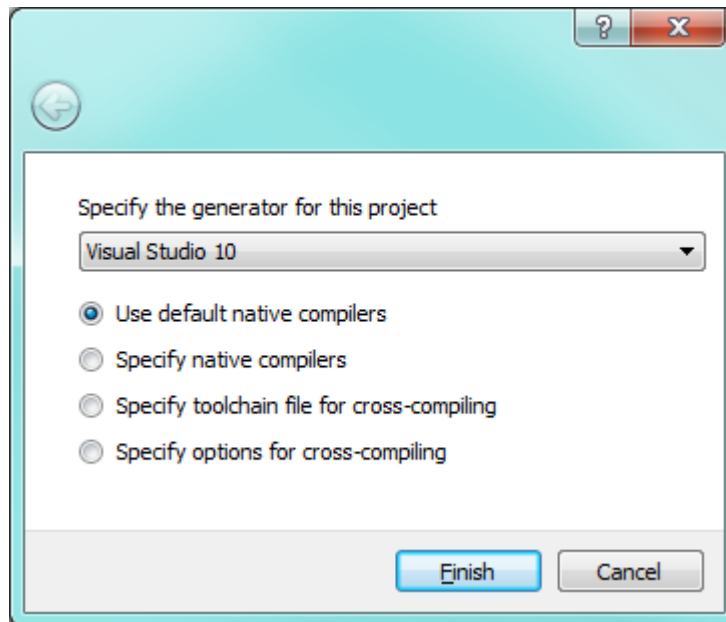 Specify the generator for this project
Visual Studio 10
Use default native compilers
Specify native compilers
Specify toolchain file for cross-compiling
Specify options for cross-compiling
Finish
Cancel